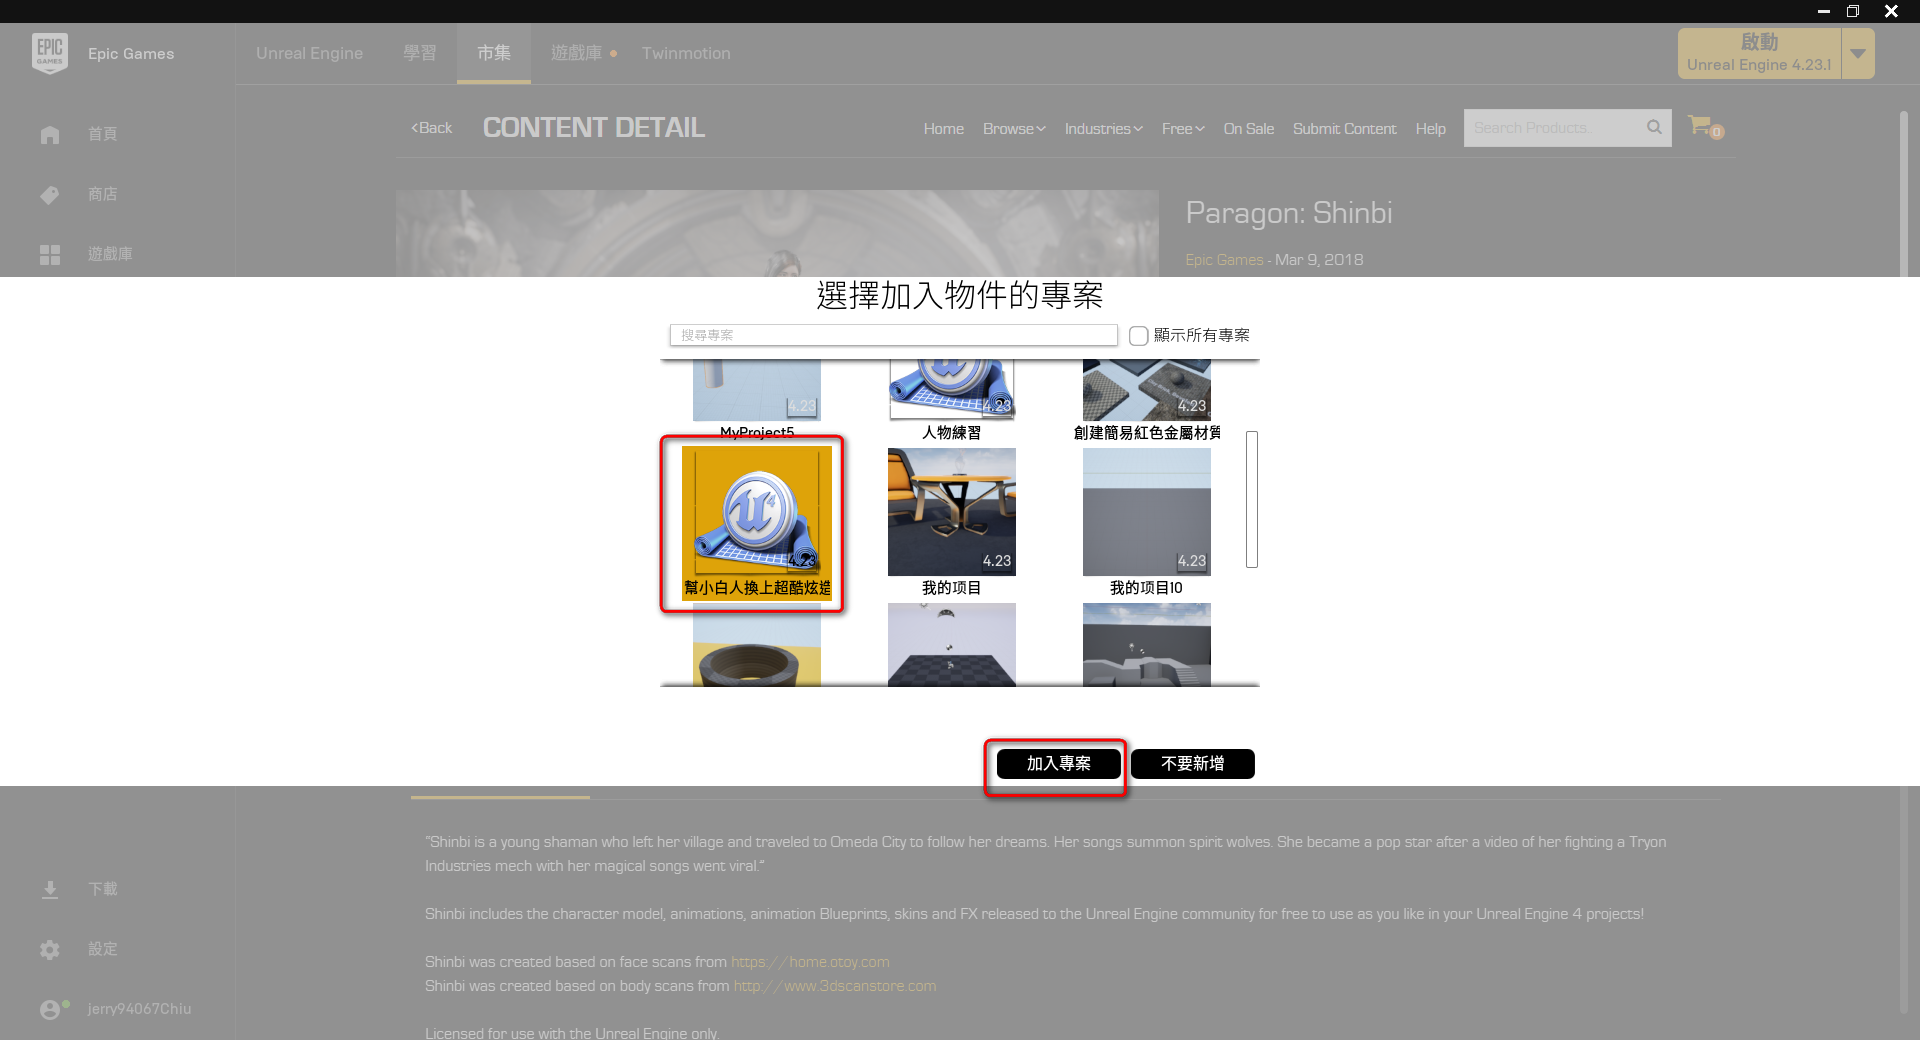 EPIC
GAMES
Epic Games
Unreal Engine
學習
市集
遊戲庫
Twinmotion
啟動
Unreal Engine 4.23.1
首頁
商店
遊戲庫
<Back
CONTENT DETAIL
Home
Browse
Industries
Free
On Sale
Submit Content
Help
Search Products...
0
Paragon: Shinbi
Epic Games - Mar 9, 2018
選擇加入物件的專案
搜尋專案
顯示所有專案
4.23
4.23
4.23
MyProject5
人物練習
創建簡易紅色金屬材質
4.23
4.23
4.23
幫小白人換上超酷炫造
我的项目
我的项目10
加入專案
不要新增
"Shinbi is a young shaman who left her village and traveled to Omeda City to follow her dreams. Her songs summon spirit wolves. She became a pop star after a video of her fighting a Tryon
Industries mech with her magical songs went viral."
Shinbi includes the character model, animations, animation Blueprints, skins and FX released to the Unreal Engine community for free to use as you like in your Unreal Engine 4 projects!
Shinbi was created based on face scans from https://home.otoy.com
Shinbi was created based on body scans from http://www.3dscanstore.com
Licensed for use with the Unreal Engine only.
下載
設定
jerry94067Chiu